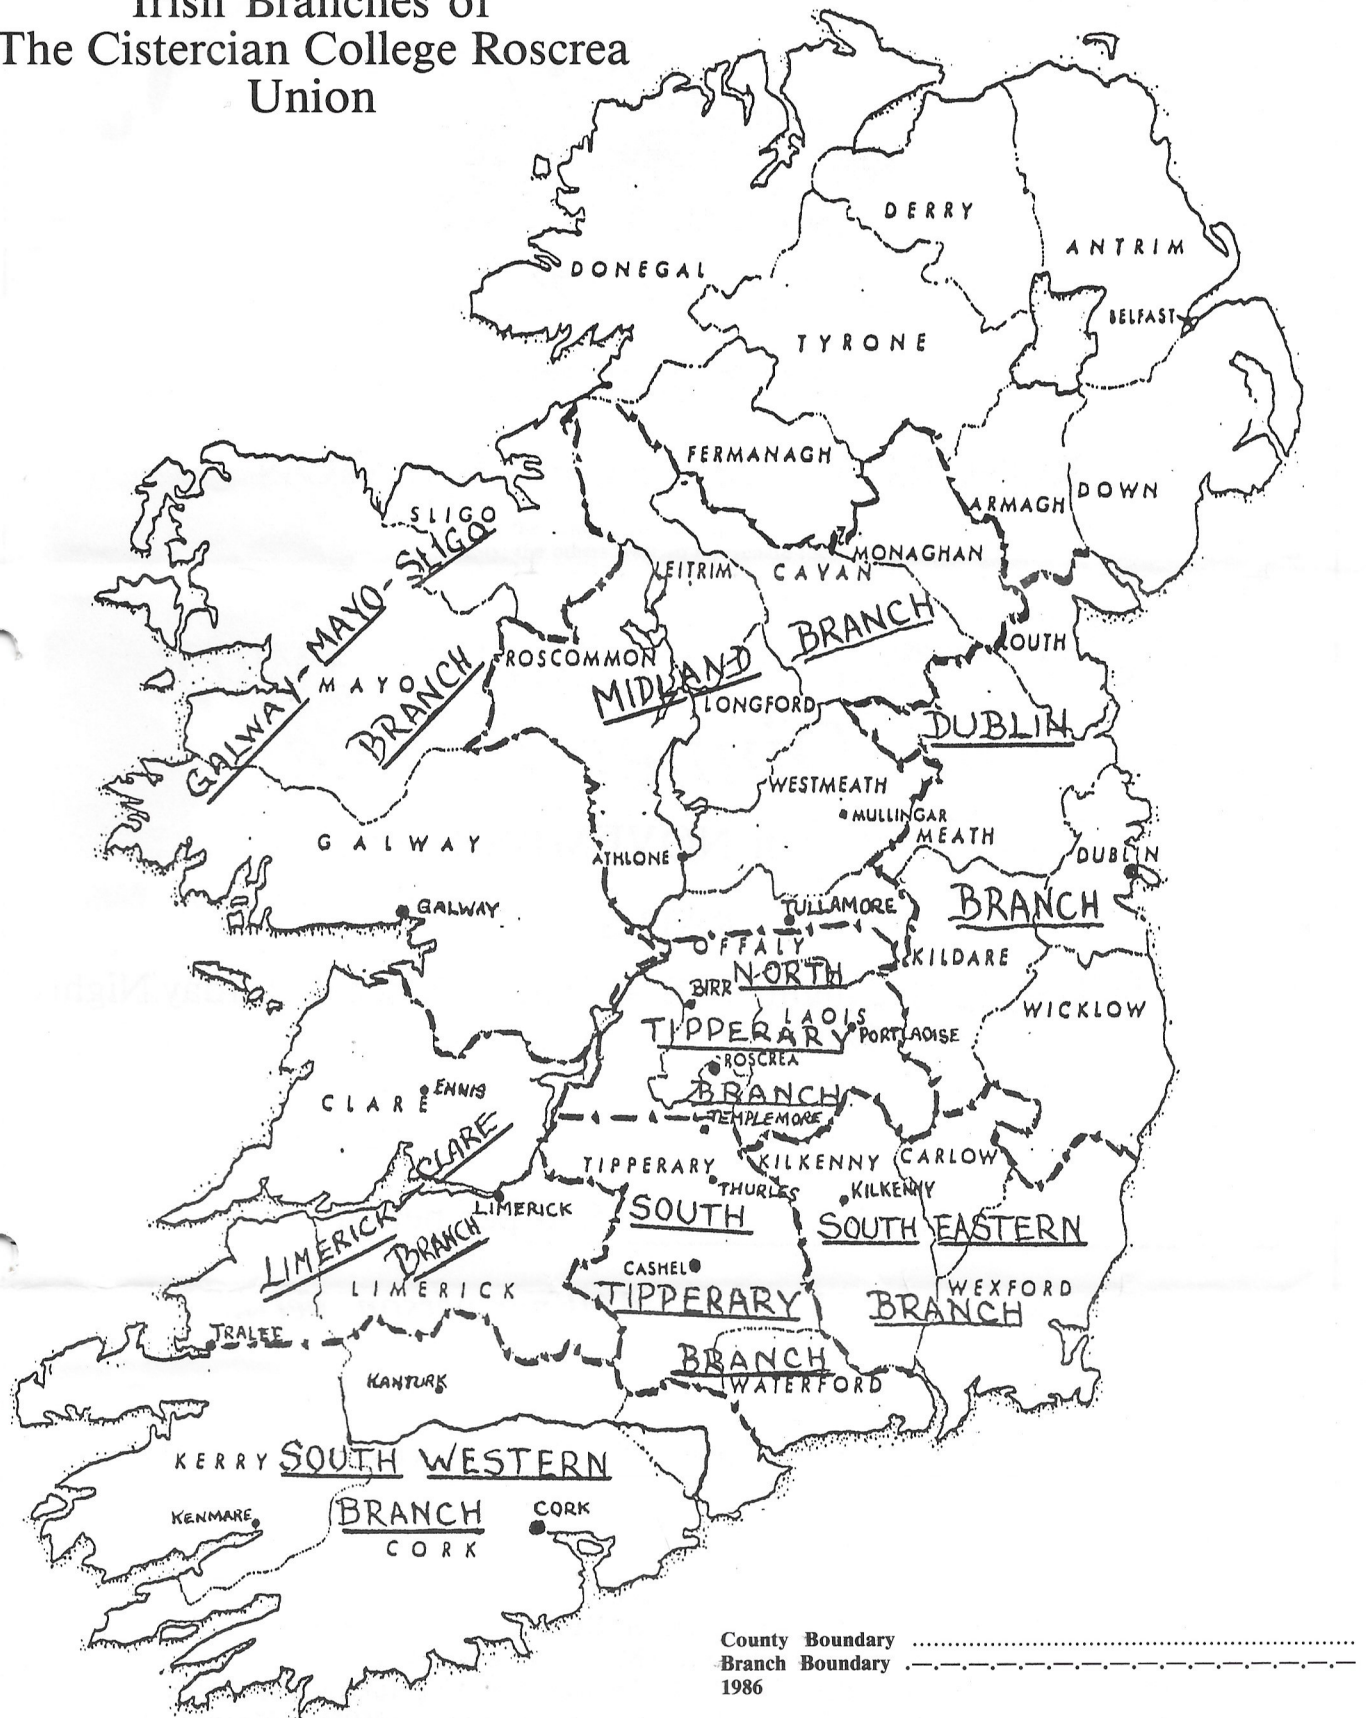 Irish Branches of
The Cistercian College Roscrea
Union
DERRY
ANTRIM
DONEGAL
BELFAST
TYRONE
FERMANAGH
ARMAGH
DOWN
SLIGO
MONAGHAN
LEITRIM
CAVAN
GALWAY - MAYO - SLIGO
BRANCH
MAYO
ROSCOMMON
MIDLAND BRANCH
LOUTH
LONGFORD
DUBLIN
WESTMEATH
MULLINGAR
MEATH
GALWAY
ATHLONE
DUBLIN
BRANCH
GALWAY
TULLAMORE
OFFALY
KILDARE
NORTH
BIRR
WICKLOW
LAOIS
TIPPERARY
PORTLAOISE
ROSCREA
BRANCH
ENNIS
CLARE
TEMPLEMORE
LIMERICK CLARE
BRANCH
TIPPERARY
KILKENNY
CARLOW
THURLES
KILKENNY
LIMERICK
SOUTH
SOUTH EASTERN
CASHEL
LIMERICK
TIPPERARY
WEXFORD
BRANCH
TRALEE
BRANCH
KANTURK
WATERFORD
KERRY
SOUTH WESTERN
BRANCH
KENMARE
CORK
CORK
County Boundary
Branch Boundary
1986